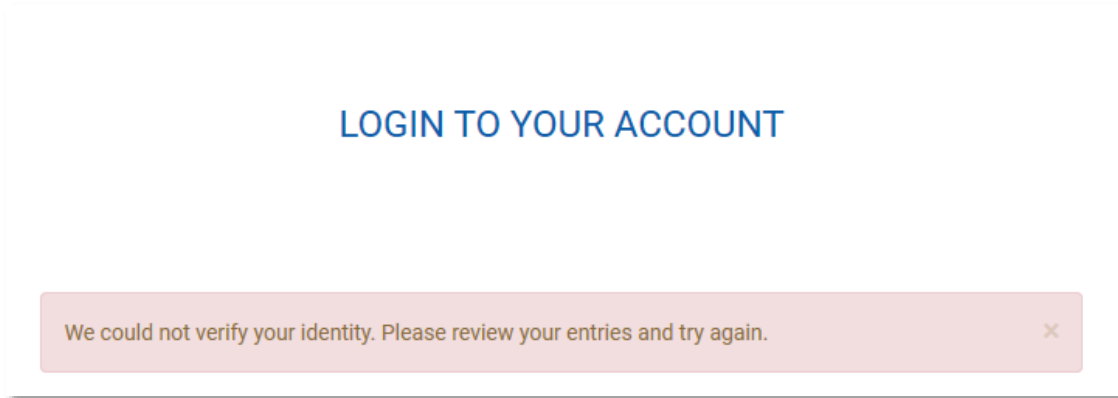 LOGIN TO YOUR ACCOUNT
We could not verify your identity. Please review your entries and try again.
×